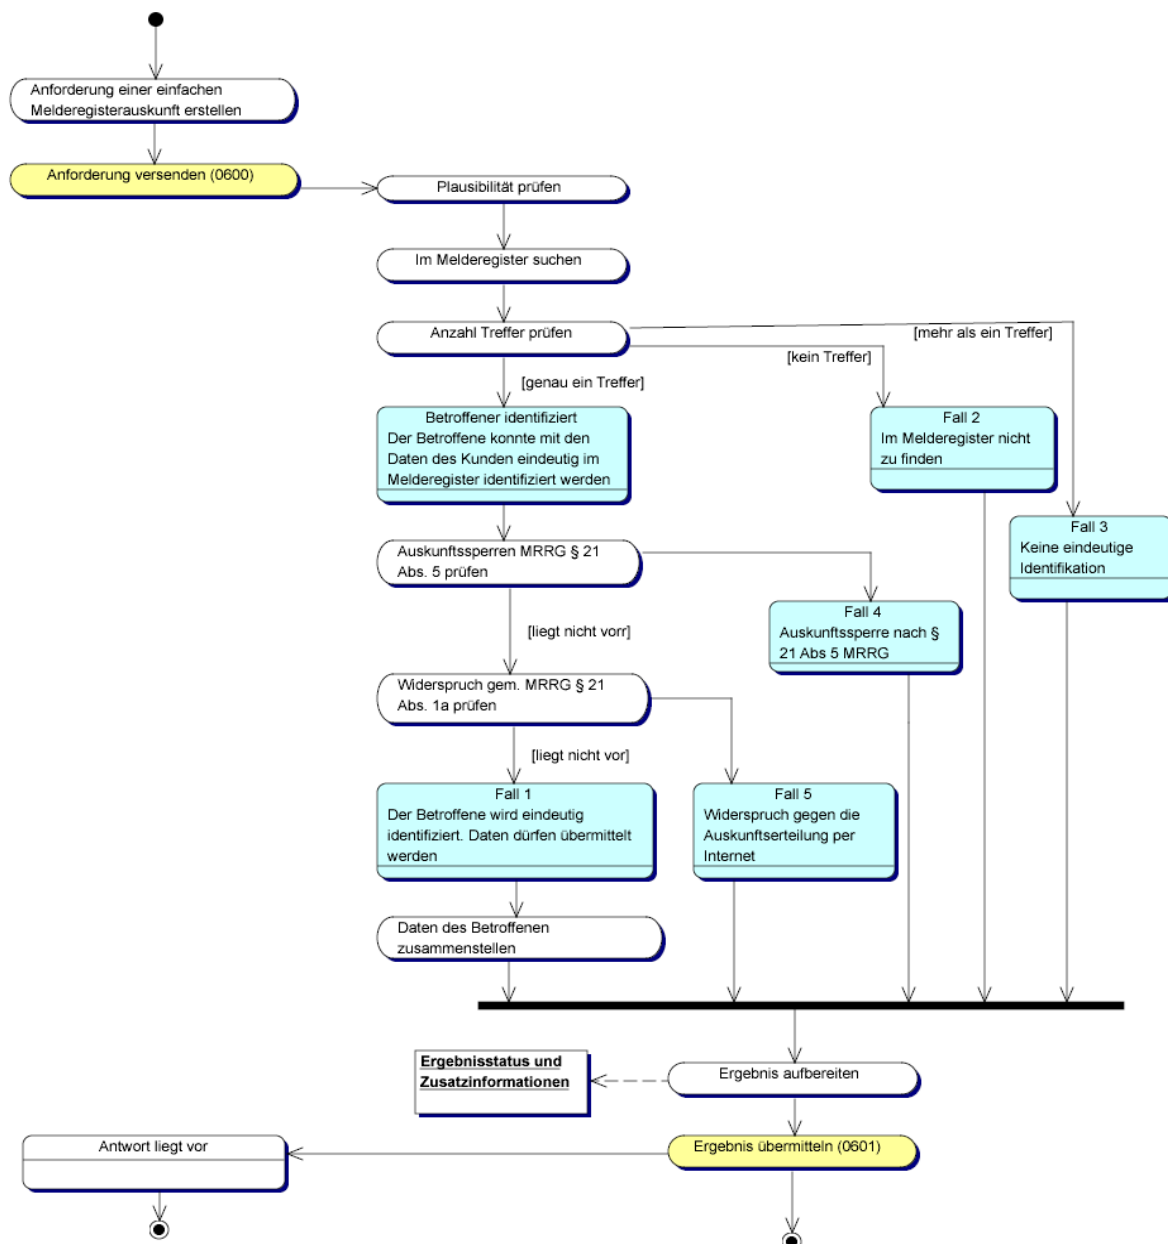 Anforderung einer einfachen
Melderegisterauskunft erstellen
Anforderung versenden (0600)
Plausibilität prüfen
Im Melderegister suchen
Anzahl Treffer prüfen
[mehr als ein Treffer]
[kein Treffer]
[genau ein Treffer]
Betroffener identifiziert
Der Betroffene konnte mit den
Daten des Kunden eindeutig im
Melderegister identifiziert werden
Fall 2
Im Melderegister nicht
zu finden
Fall 3
Keine eindeutige
Identifikation
Auskunftssperren MRRG § 21
Abs. 5 prüfen
Fall 4
Auskunftssperre nach §
21 Abs 5 MRRG
[liegt nicht vorr]
Widerspruch gem. MRRG § 21
Abs. 1a prüfen
[liegt nicht vor]
Fall 1
Der Betroffene wird eindeutig
identifiziert. Daten dürfen übermittelt
werden
Fall 5
Widerspruch gegen die
Auskunftserteilung per
Internet
Daten des Betroffenen
zusammenstellen
Ergebnisstatus und
Zusatzinformationen
Ergebnis aufbereiten
Antwort liegt vor
Ergebnis übermitteln (0601)